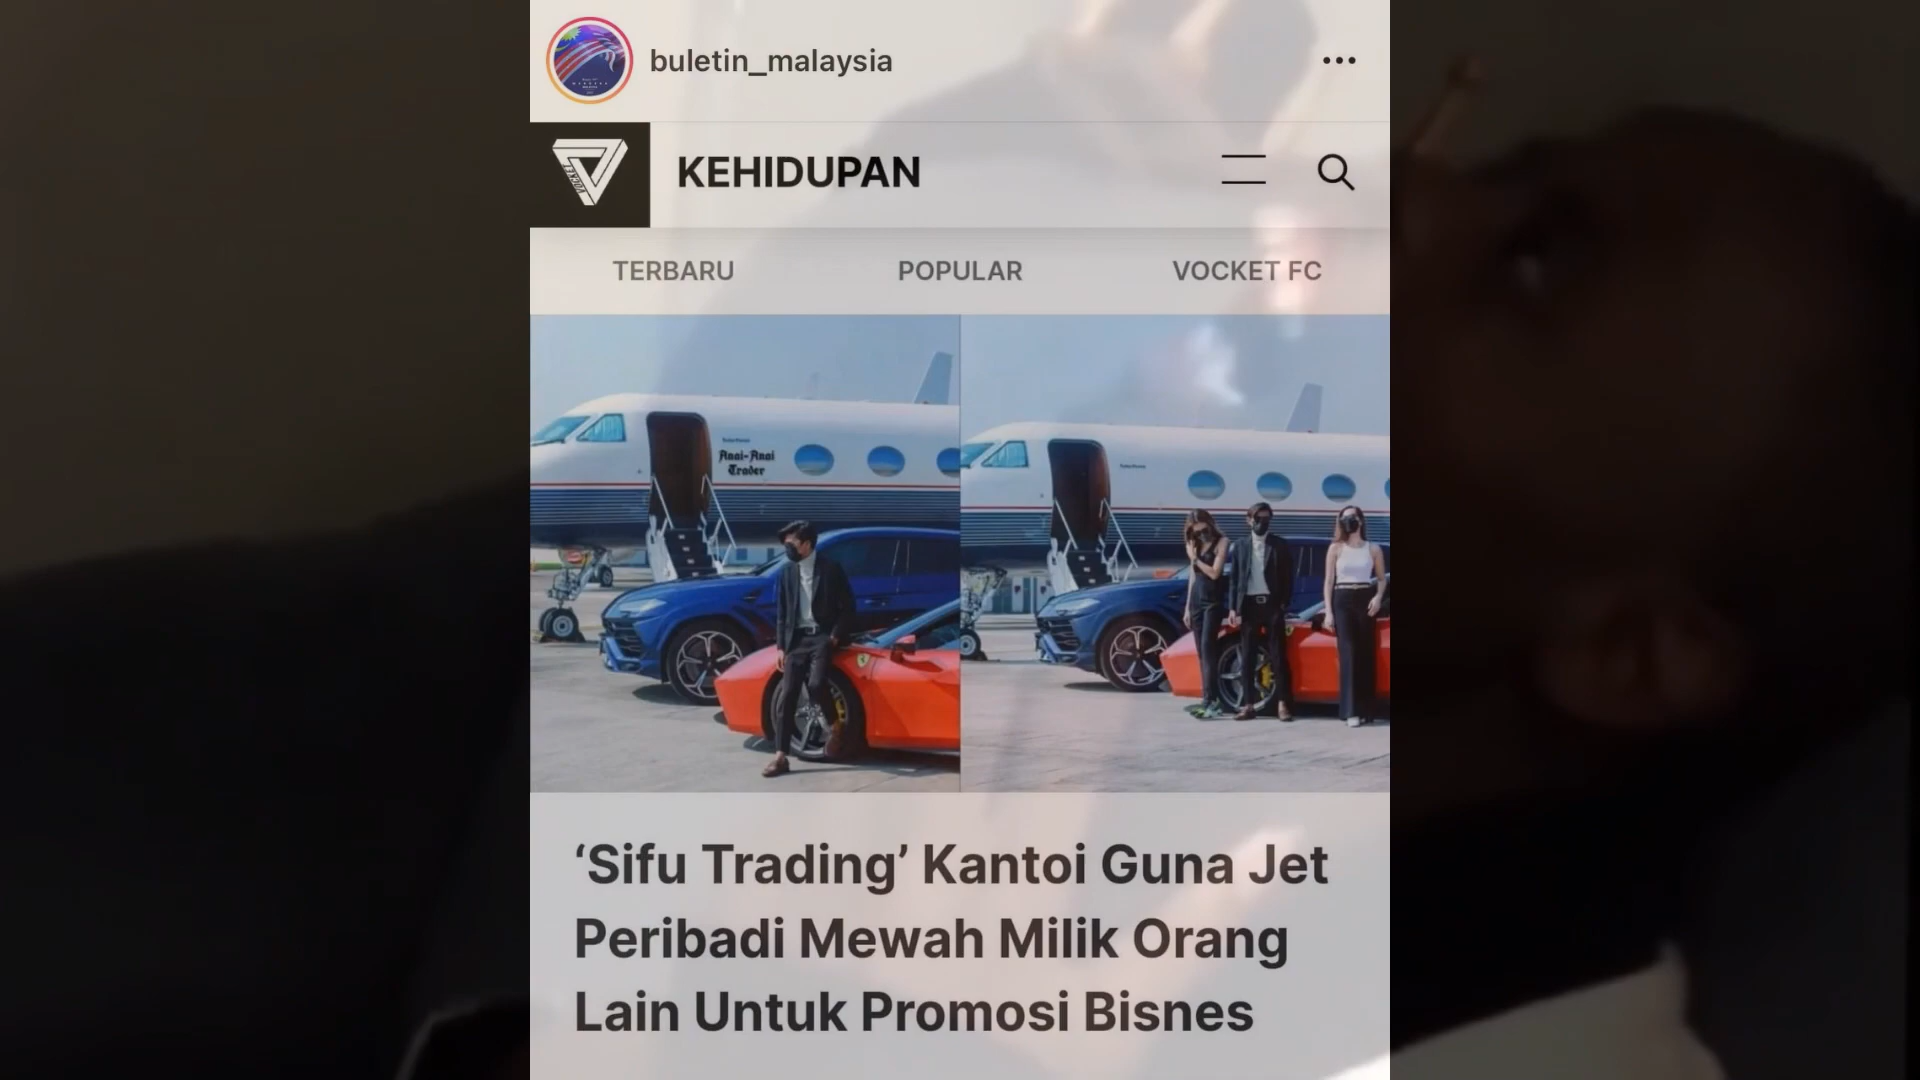 buletin_malaysia
KEHIDUPAN
TERBARU
POPULAR
VOCKET FC
Anai-Anai
Trader
‘Sifu Trading’ Kantoi Guna Jet
Peribadi Mewah Milik Orang
Lain Untuk Promosi Bisnes